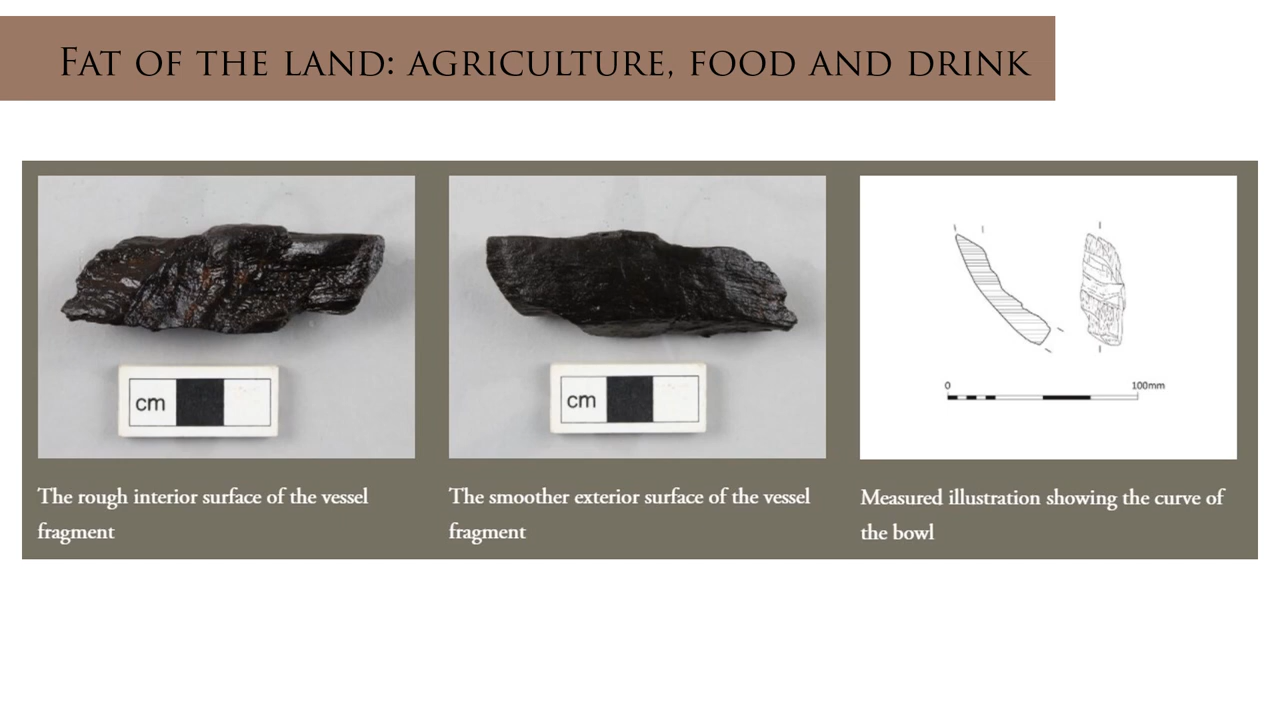 Fat of the land: agriculture, food and drink
cm
cm
0 100mm
The rough interior surface of the vessel
fragment
The smoother exterior surface of the vessel
fragment
Measured illustration showing the curve of
the bowl